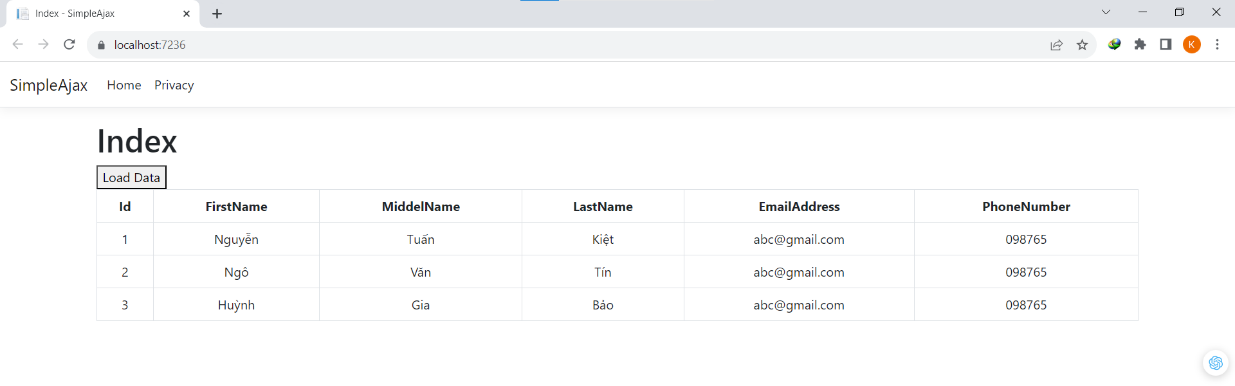 Index - SimpleAjax
localhost:7236
K
SimpleAjax Home Privacy
Index
Load Data
Id FirstName MiddelName LastName EmailAddress PhoneNumber
1 Nguyễn Tuấn Kiệt abc@gmail.com 098765
2 Ngô Văn Tín abc@gmail.com 098765
3 Huỳnh Gia Bảo abc@gmail.com 098765